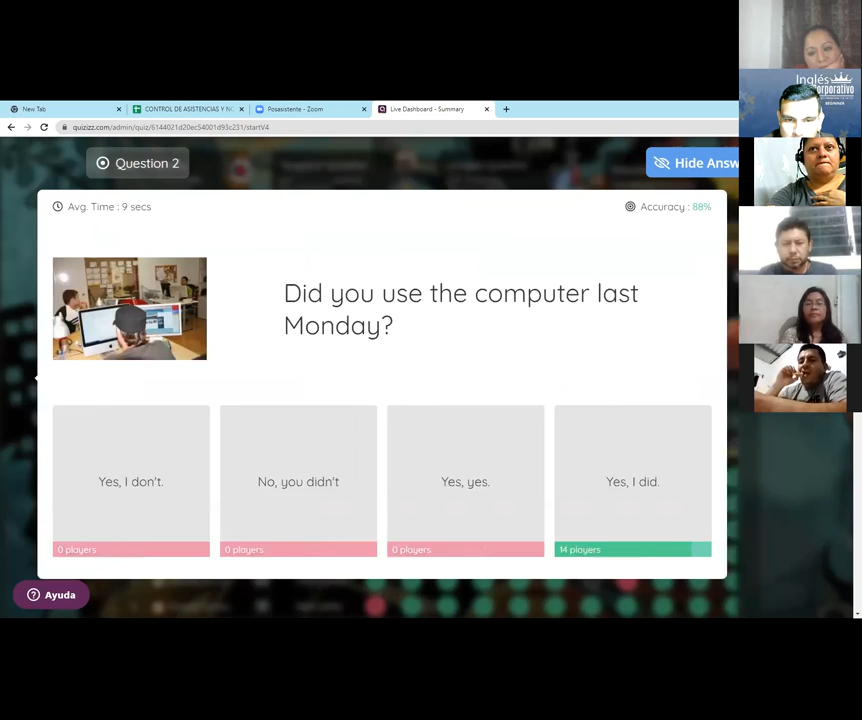 New Tab
CONTROL DE ASISTENCIAS Y NO
Posasistente - Zoom
Live Dashboard - Summary
quizizz.com/admin/quiz/6144021d20ec54001d93c231/startV4
Inglés
orporativo
BEGINNER
Question 2
Hide Answ
Avg. Time : 9 secs
Accuracy : 88%
Did you use the computer last
Monday?
Yes, I don't.
No, you didn't
Yes, yes.
Yes, I did.
0 players
0 players
0 players
14 players
Ayuda